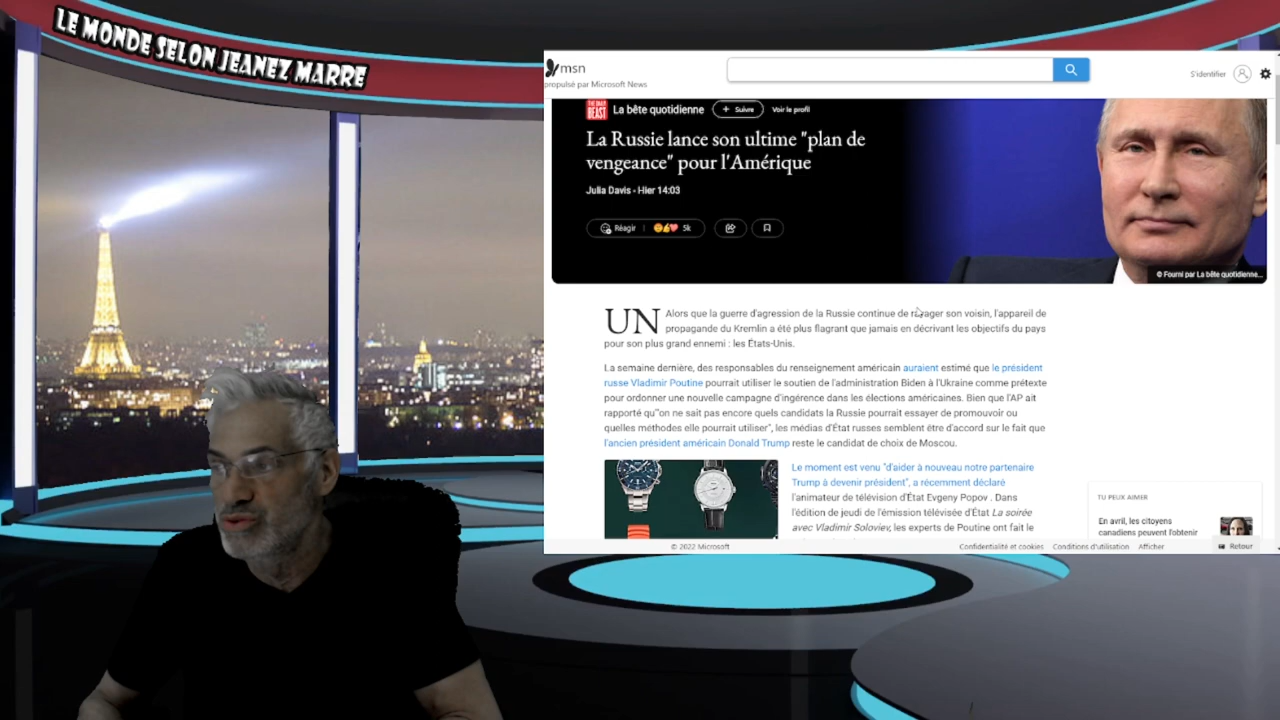 LE MONDE SELON JEANEZ MARRE
msn
propulsé par Microsoft News
S'identifier
La bête quotidienne
+ Suivre
Voir le profil
La Russie lance son ultime "plan de
vengeance" pour l'Amérique
Julia Davis - Hier 14:03
Réagir
5k
© Fourni par La bête quotidienne...
UN Alors que la guerre d'agression de la Russie continue de ravager son voisin, l'appareil de
propagande du Kremlin a été plus flagrant que jamais en décrivant les objectifs du pays
pour son plus grand ennemi : les États-Unis.
La semaine dernière, des responsables du renseignement américain auraient estimé que le président
russe Vladimir Poutine pourrait utiliser le soutien de l'administration Biden à l'Ukraine comme prétexte
pour ordonner une nouvelle campagne d'ingérence dans les élections américaines. Bien que l'AP ait
rapporté qu'"on ne sait pas encore quels candidats la Russie pourrait essayer de promouvoir ou
quelles méthodes elle pourrait utiliser", les médias d'État russes semblent être d'accord sur le fait que
l'ancien président américain Donald Trump reste le candidat de choix de Moscou.
Le moment est venu "d'aider à nouveau notre partenaire
Trump à devenir président", a récemment déclaré
l'animateur de télévision d'État Evgeny Popov . Dans
l'édition de jeudi de l'émission télévisée d'État La soirée
avec Vladimir Soloviev, les experts de Poutine ont fait le
TU PEUX AIMER
En avril, les citoyens
canadiens peuvent l'obtenir
© 2022 Microsoft
Confidentialité et cookies
Conditions d'utilisation
Afficher
Retour